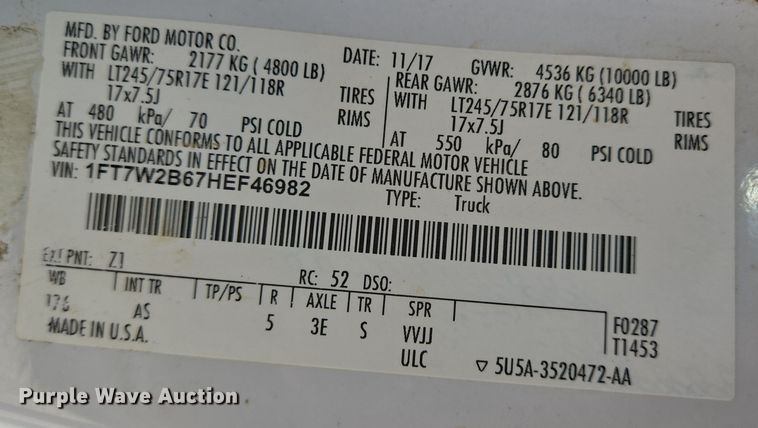 MFD. BY FORD MOTOR CO.
DATE: 11/17 GVWR: 4536 KG (10000 LB)
FRONT GAWR: 2177 KG ( 4800 LB) REAR GAWR: 2876 KG ( 6340 LB)
WITH LT245/75R17E 121/118R TIRES WITH LT245/75R17E 121/118R TIRES
17x7.5J RIMS 17x7.5J RIMS
AT 480 kPa/ 70 PSI COLD AT 550 kPa/ 80 PSI COLD
THIS VEHICLE CONFORMS TO ALL APPLICABLE FEDERAL MOTOR VEHICLE
SAFETY STANDARDS IN EFFECT ON THE DATE OF MANUFACTURE SHOWN ABOVE.
VIN: 1FT7W2B67HEF46982
TYPE: Truck
EXT PNT: Z1 RC: 52 DSO:
WB INT TR TP/PS R AXLE TR SPR
176 AS 5 3E S VVJJ
F0287
T1453
MADE IN U.S.A.
ULC
▽ 5U5A-3520472-AA
Purple Wave Auction